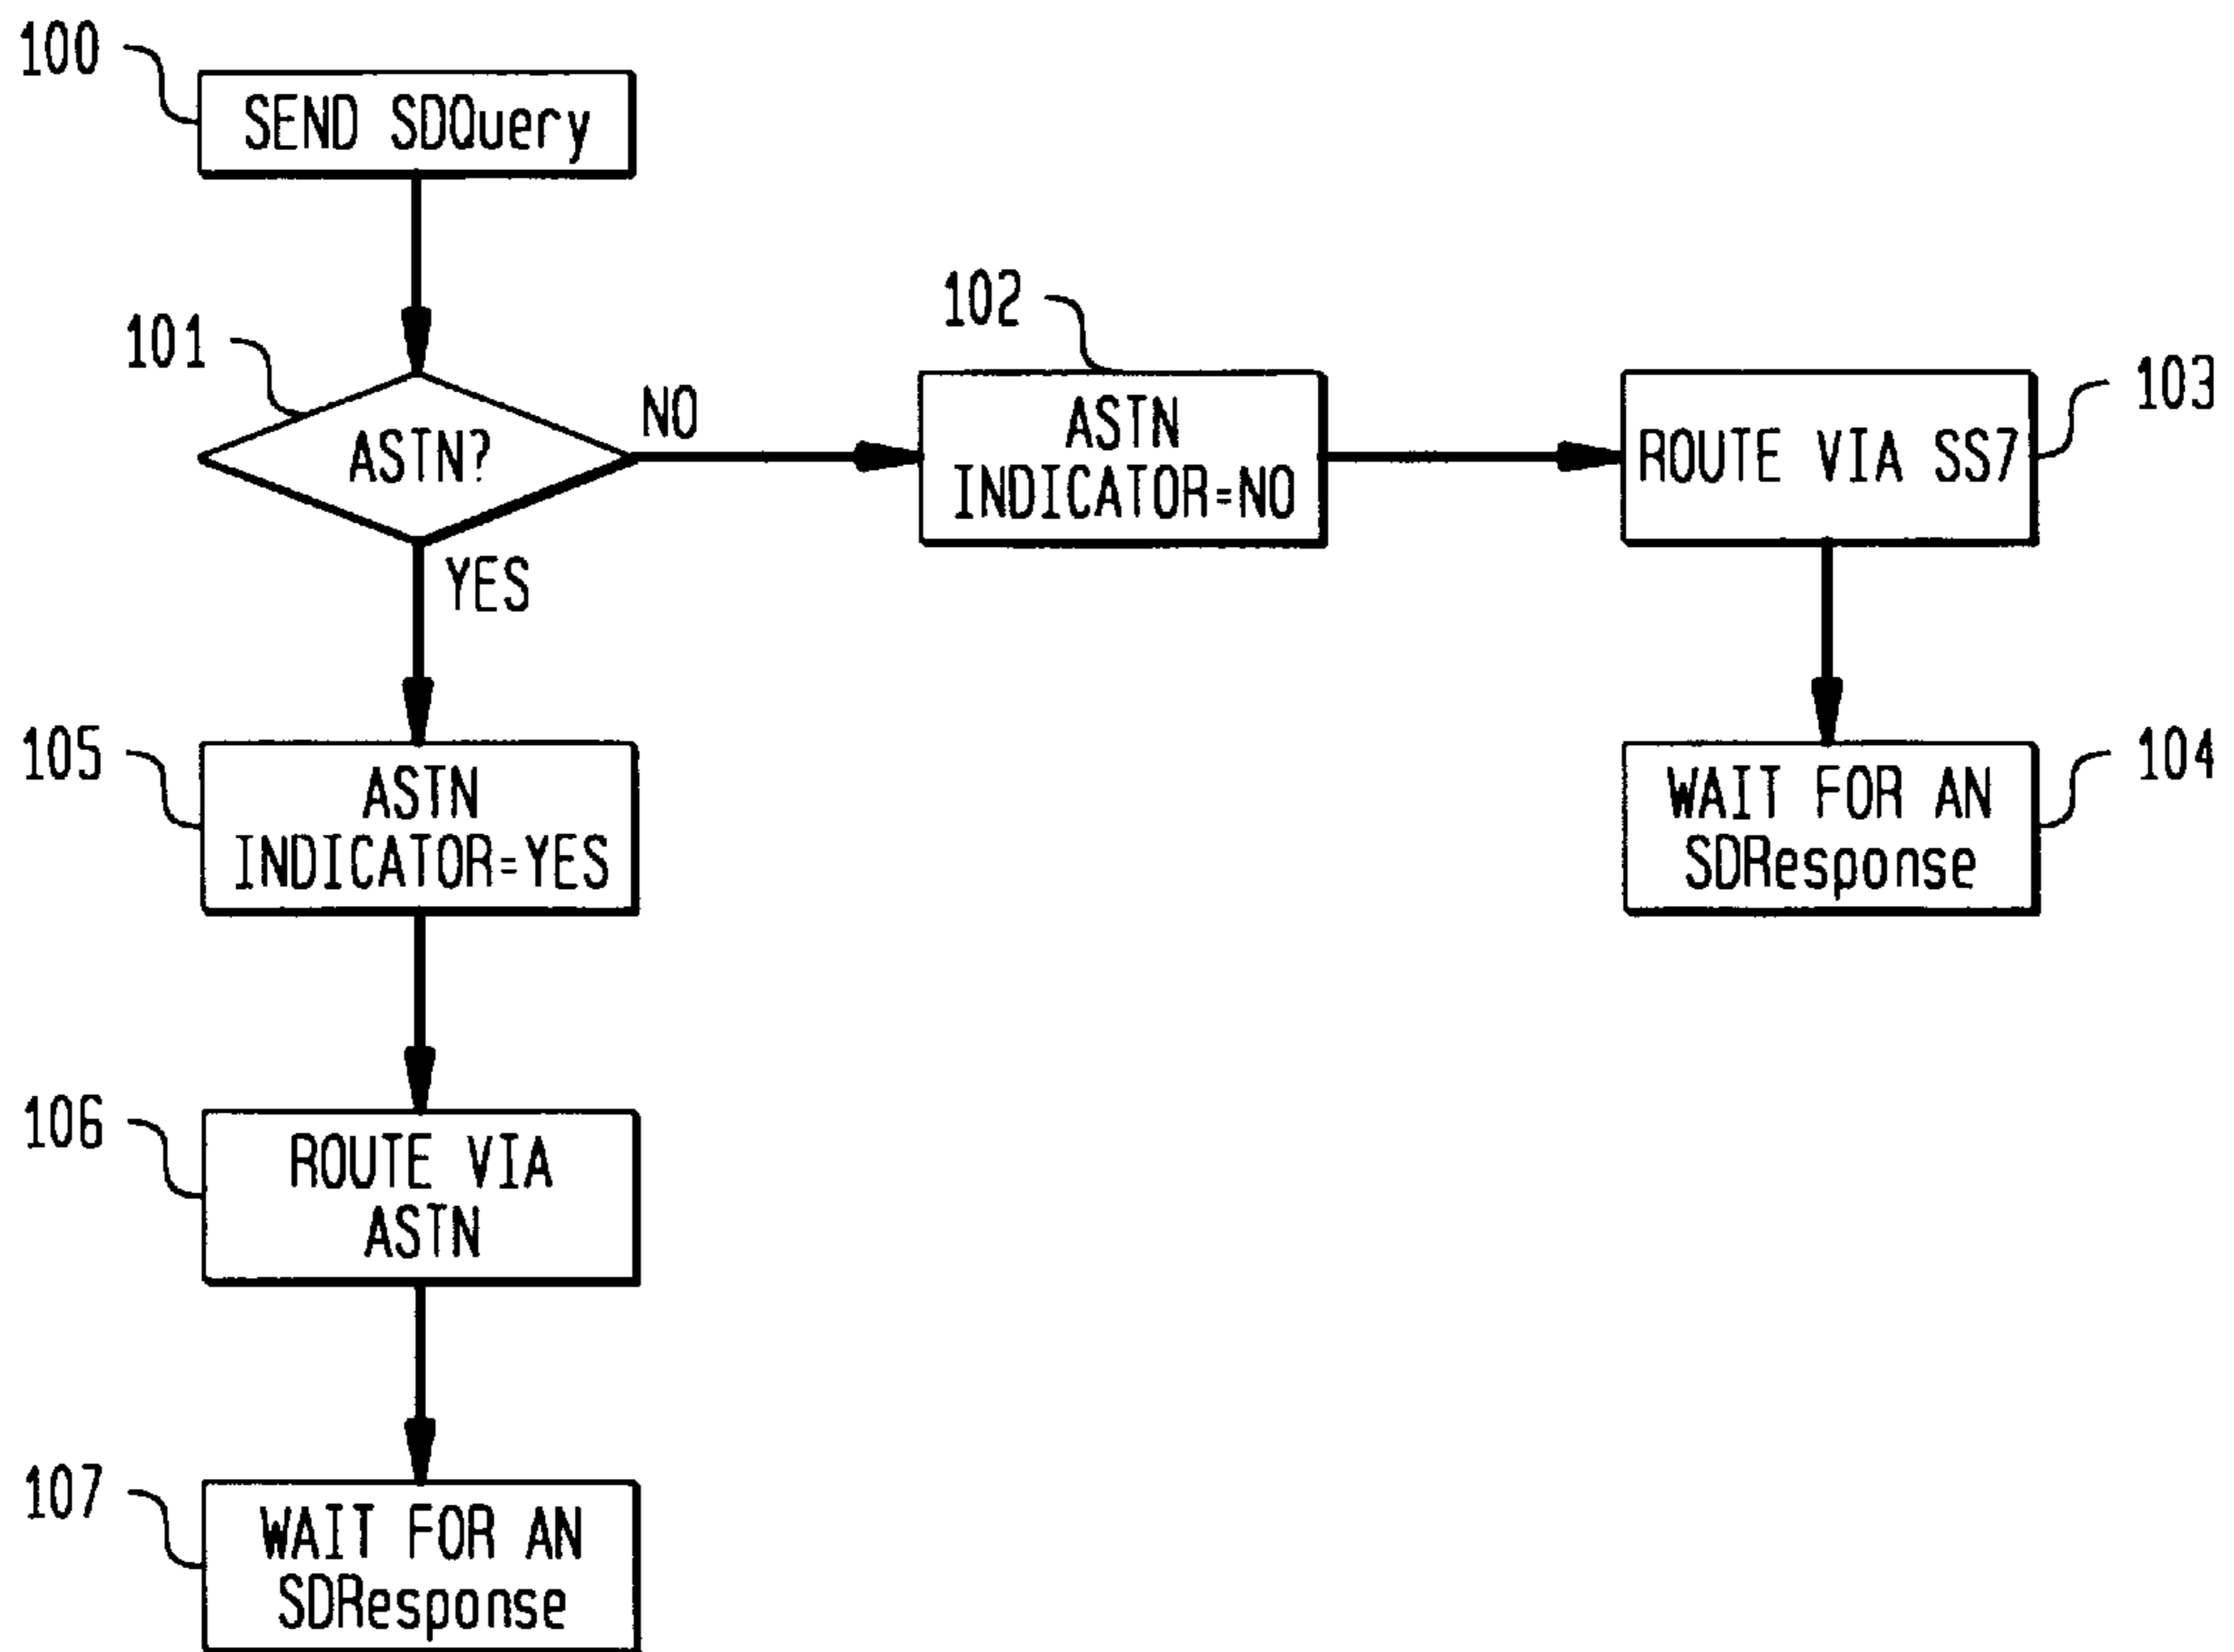 100
SEND SDQuery
101
ASTN?
NO
YES
102
ASTN
INDICATOR=NO
103
ROUTE VIA SS7
104
WAIT FOR AN
SDResponse
105
ASTN
INDICATOR=YES
106
ROUTE VIA
ASTN
107
WAIT FOR AN
SDResponse